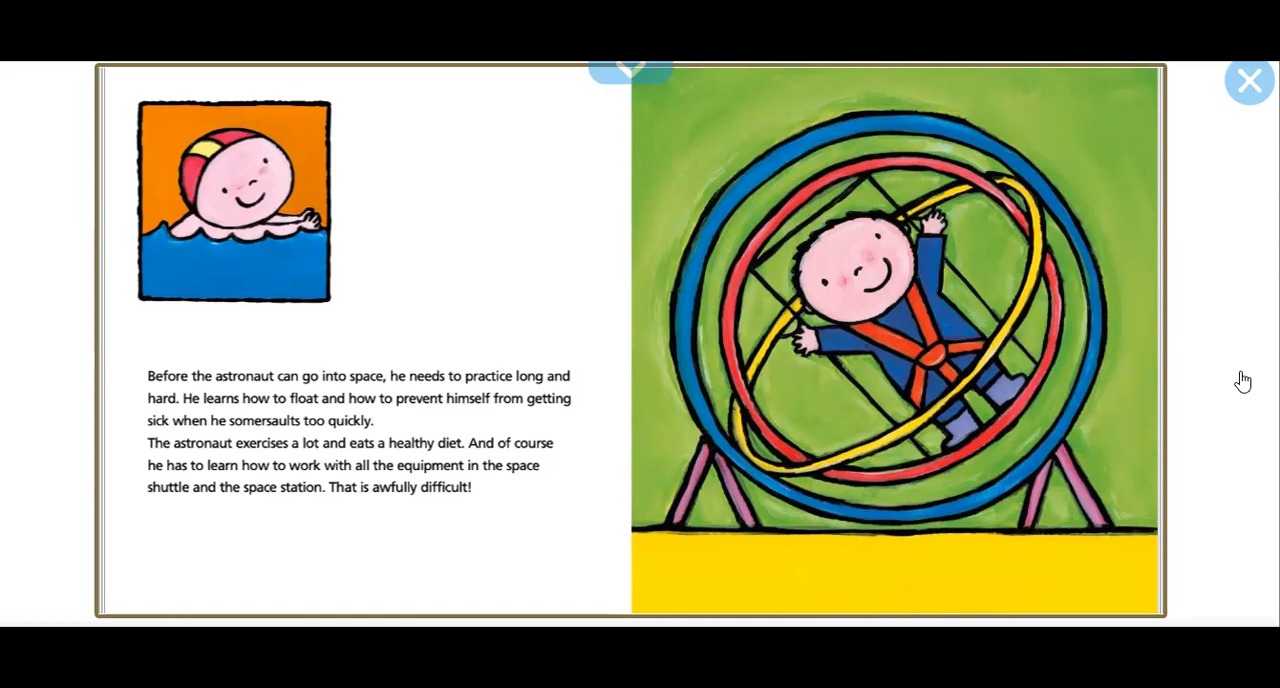 Before the astronaut can go into space, he needs to practice long and
hard. He learns how to float and how to prevent himself from getting
sick when he somersaults too quickly.
The astronaut exercises a lot and eats a healthy diet. And of course
he has to learn how to work with all the equipment in the space
shuttle and the space station. That is awfully difficult!